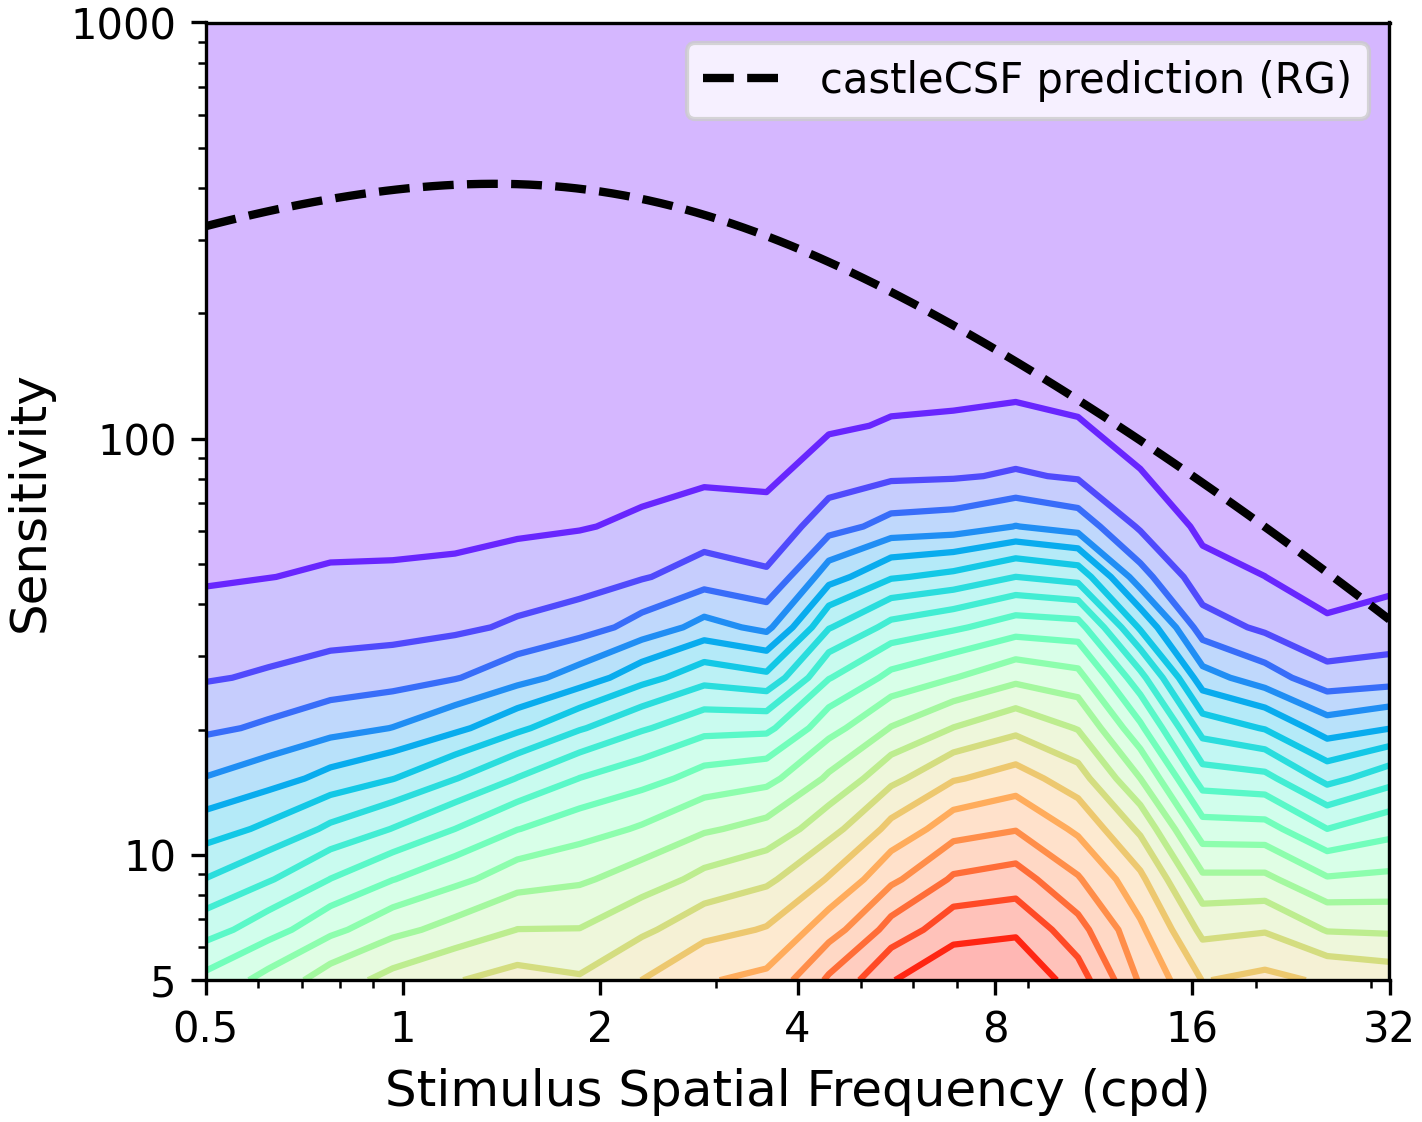 1000
100
10
5
Sensitivity
castleCSF prediction (RG)
0.5 1 2 4 8 16 32
Stimulus Spatial Frequency (cpd)